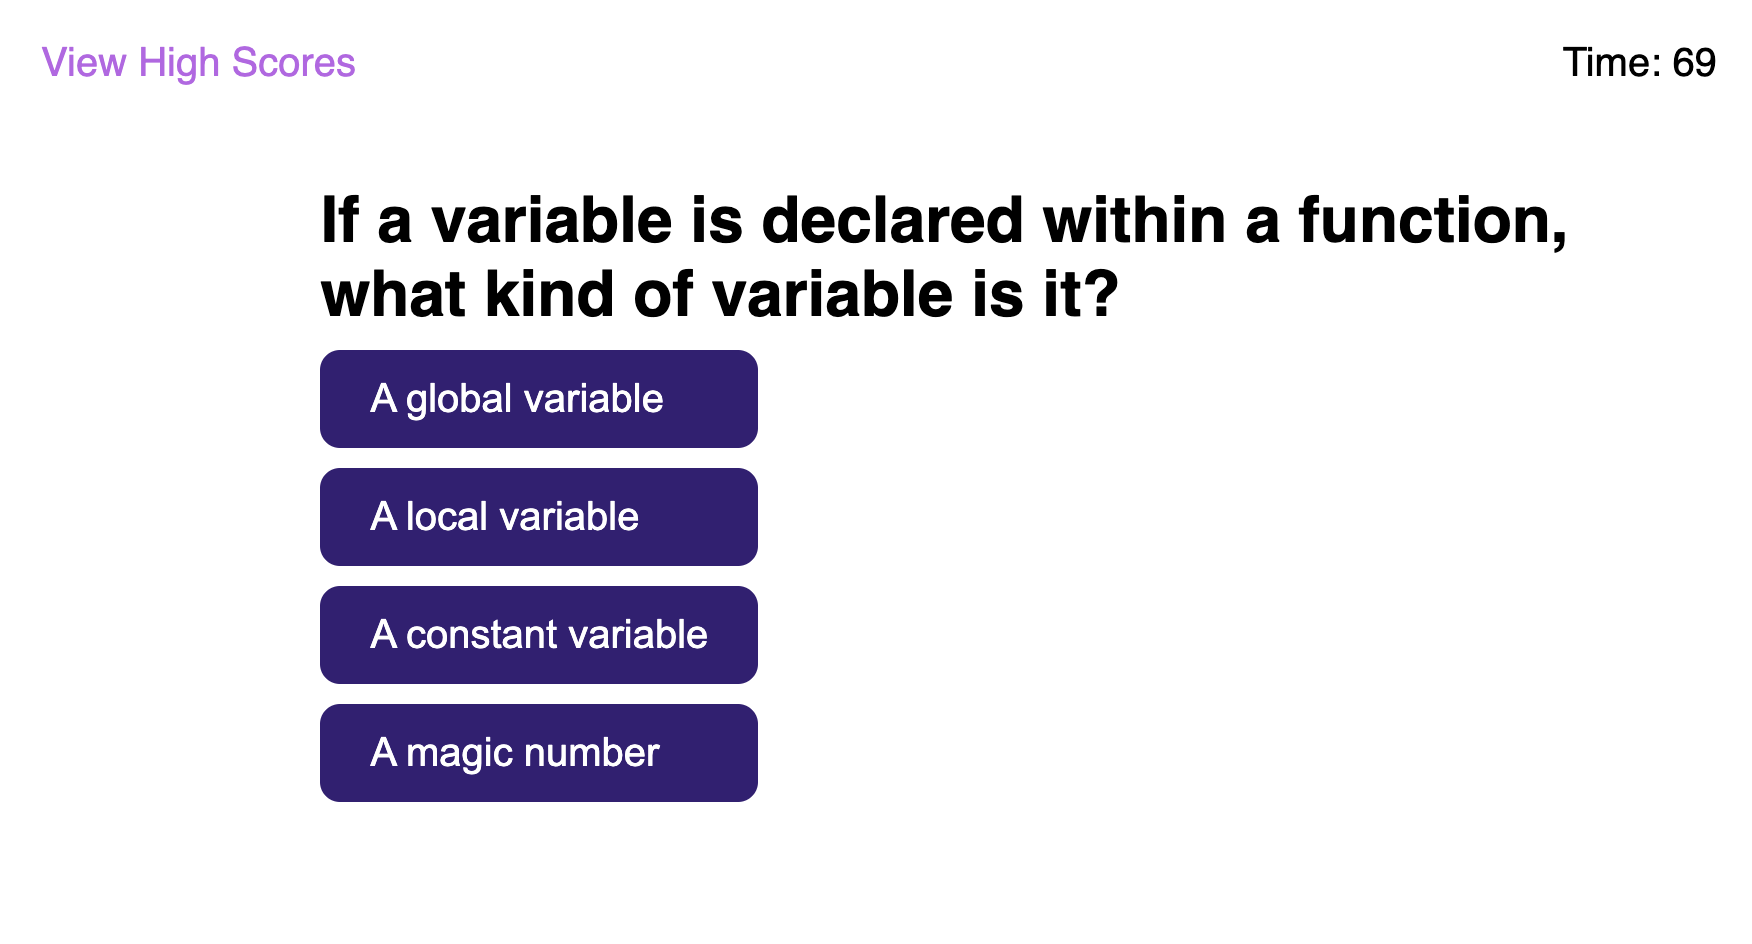 View High Scores
Time: 69
If a variable is declared within a function,
what kind of variable is it?
A global variable
A local variable
A constant variable
A magic number